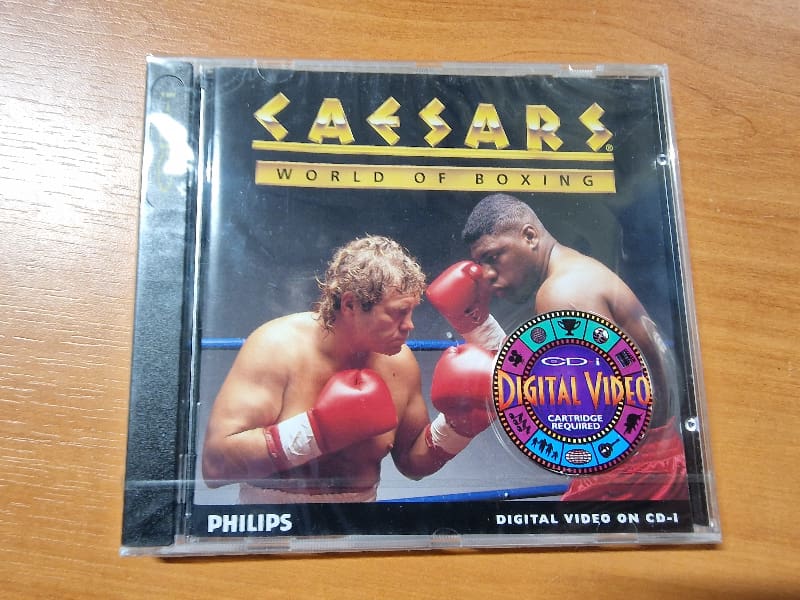 CAESARS®
WORLD OF BOXING
CD-i
DIGITAL VIDEO
CARTRIDGE
REQUIRED
PHILIPS
DIGITAL VIDEO ON CD-i